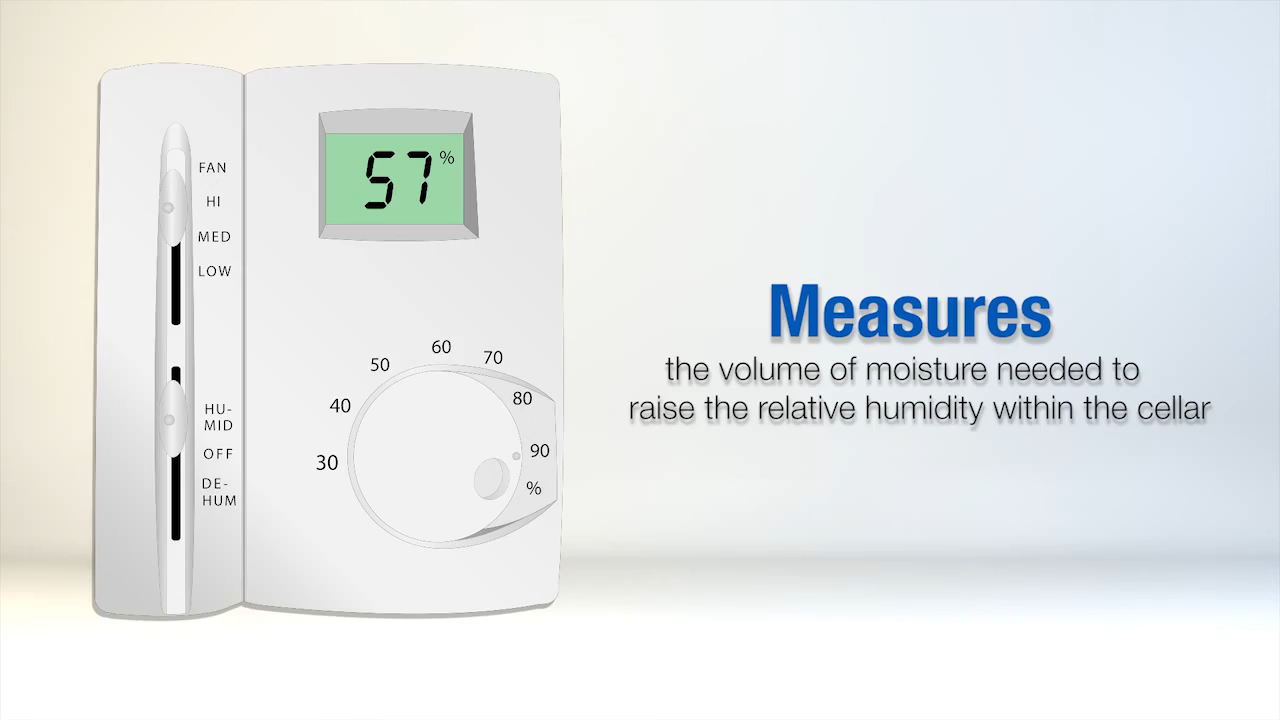 57%
FAN
HI
MED
LOW
HU-
MID
OFF
DE-
HUM
30
40
50
60
70
80
90
%
Measures
the volume of moisture needed to
raise the relative humidity within the cellar